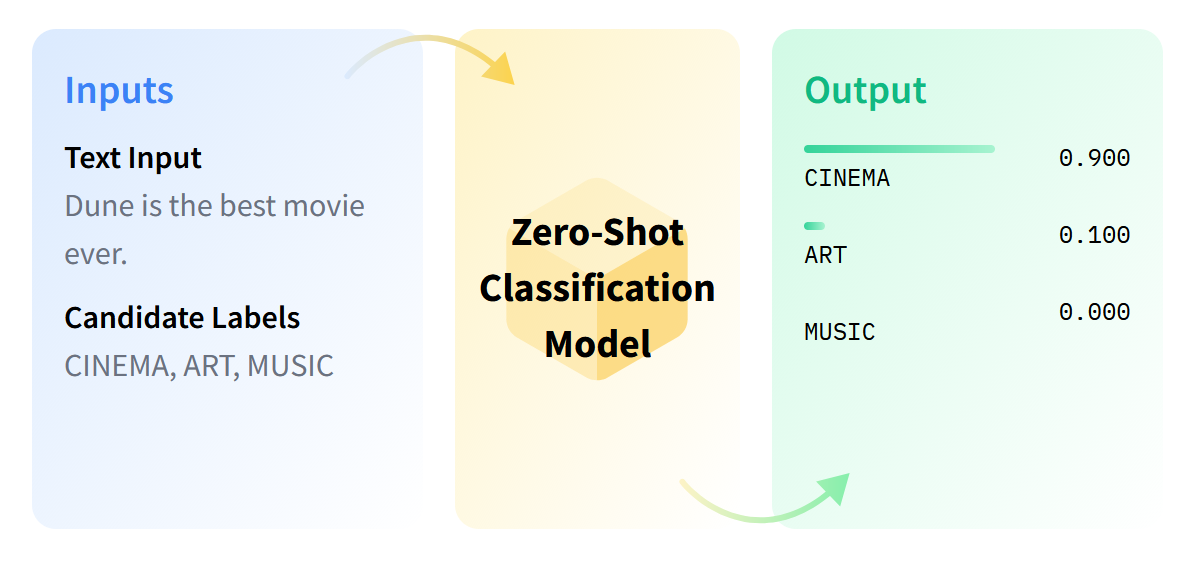 Inputs
Text Input
Dune is the best movie
ever.
Candidate Labels
CINEMA, ART, MUSIC
Zero-Shot
Classification
Model
Output
CINEMA 0.900
ART 0.100
MUSIC 0.000